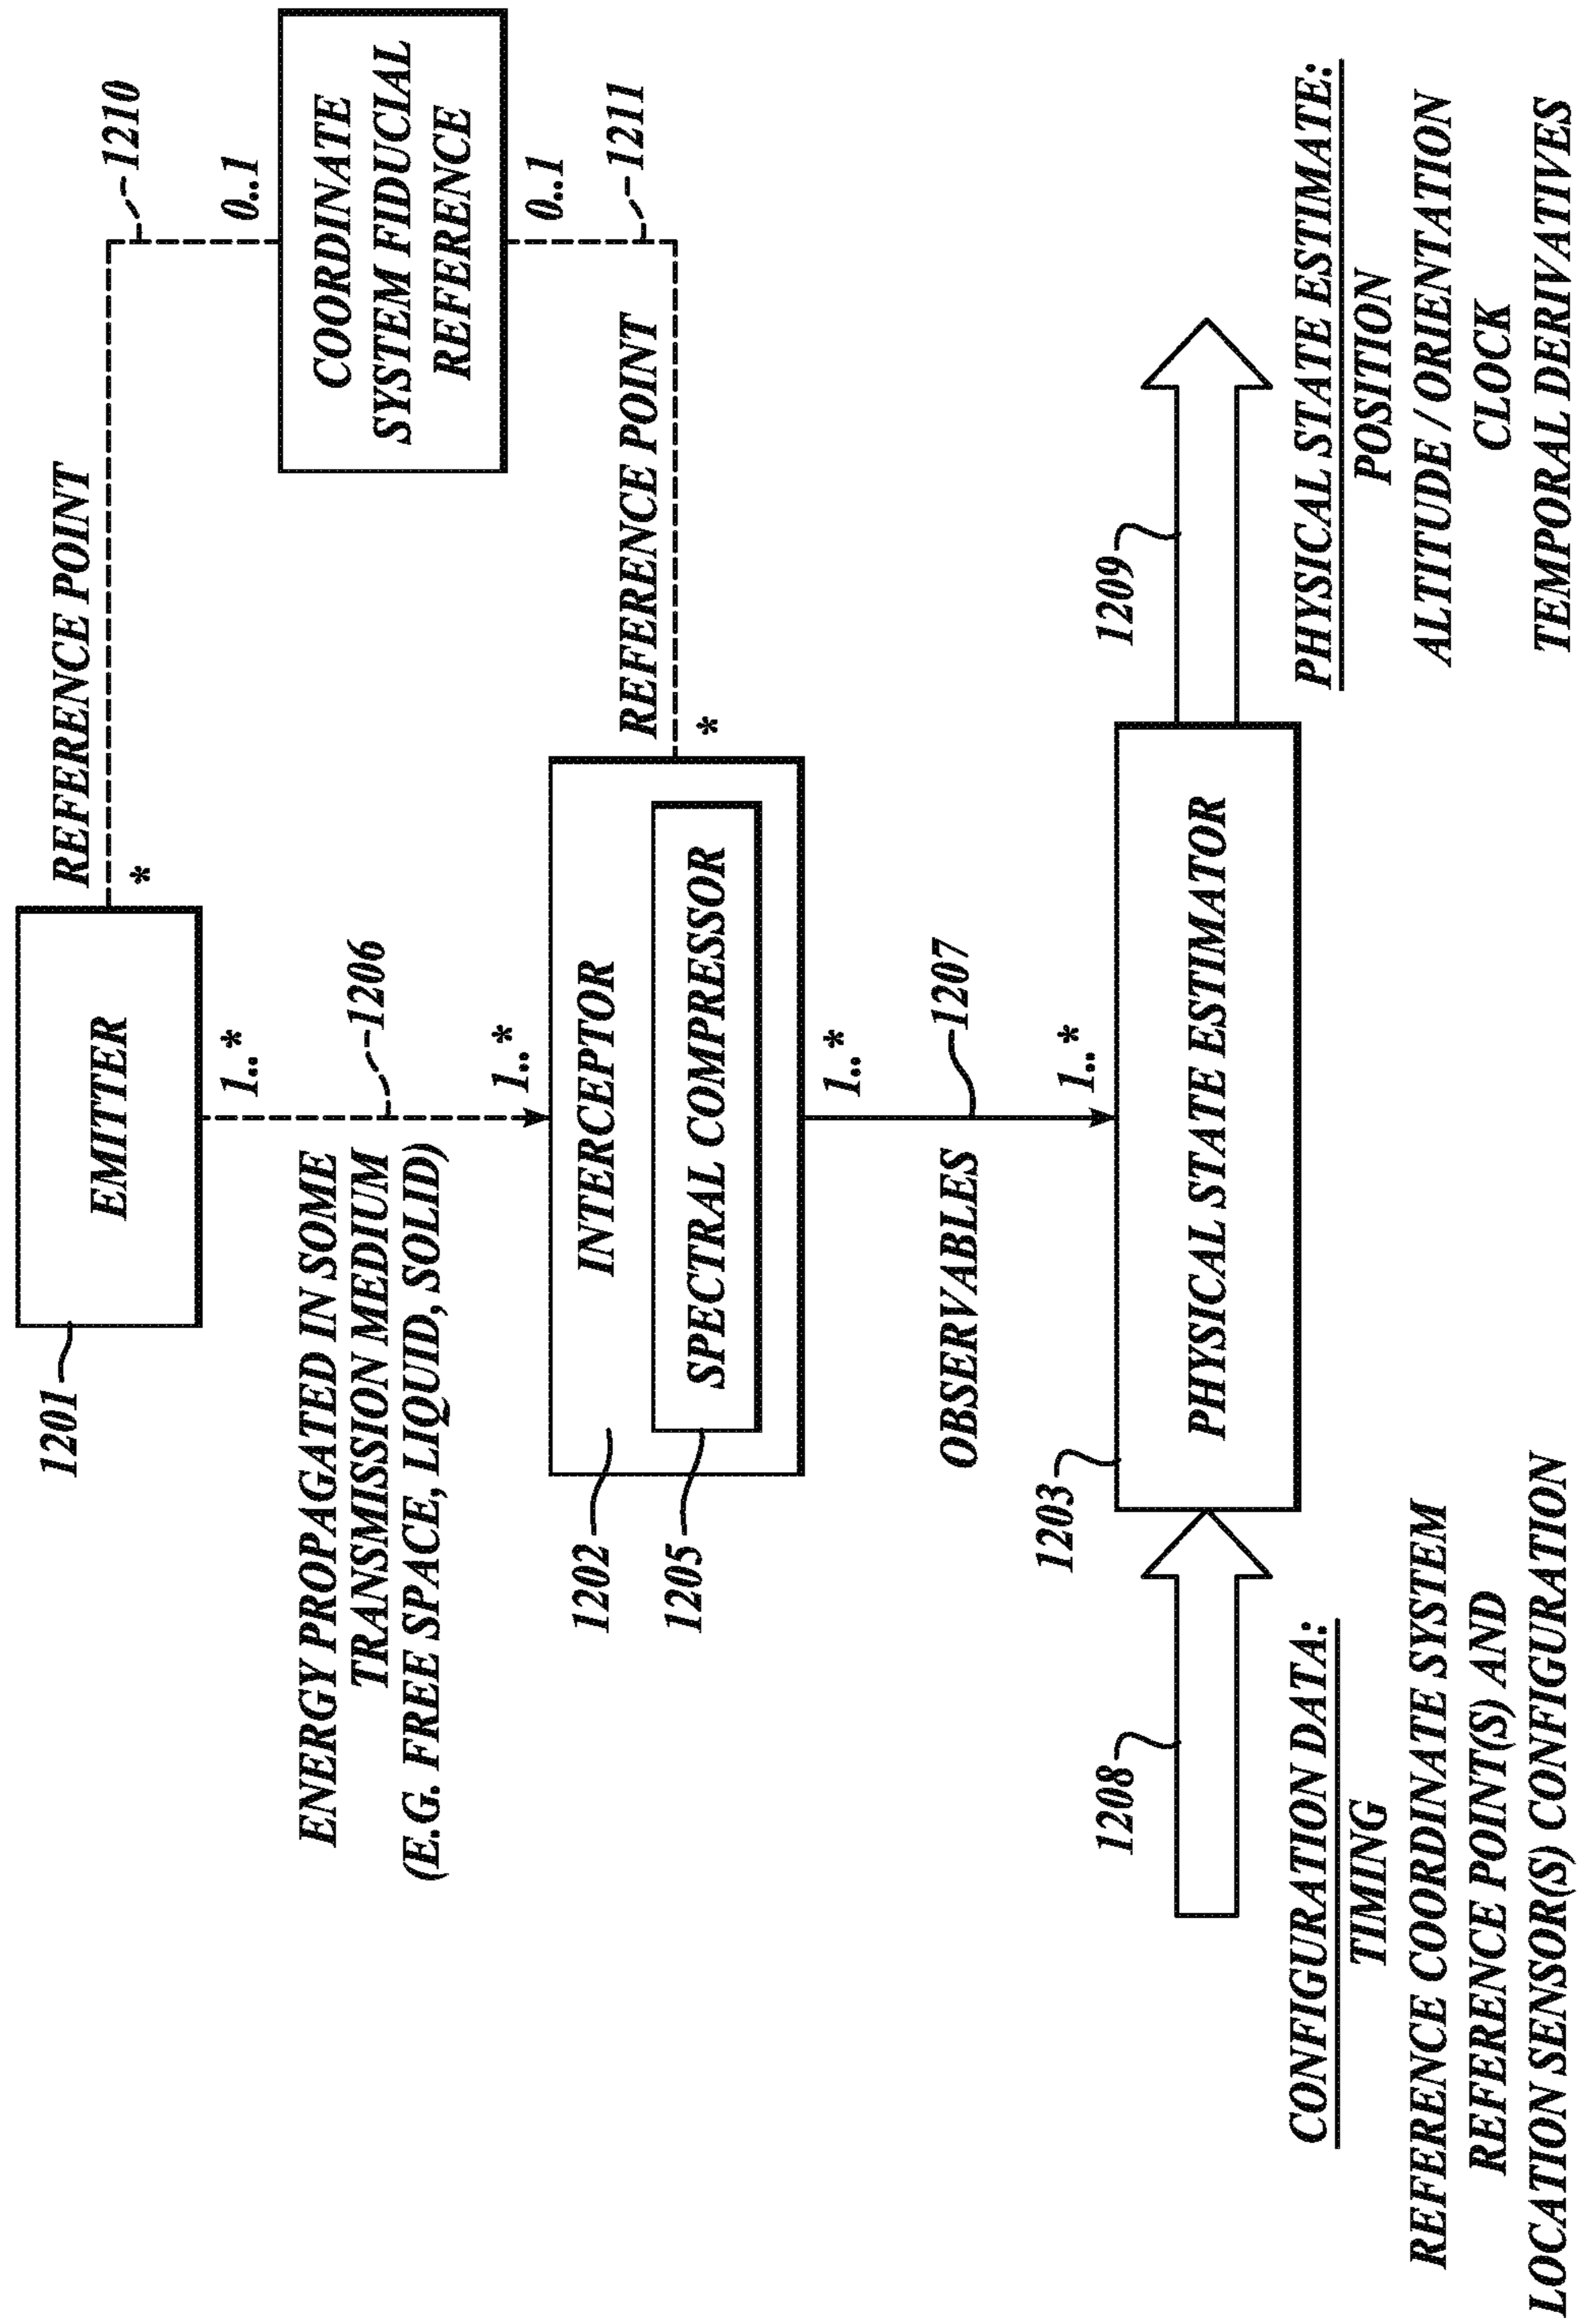 1201
EMITTER
*
REFERENCE POINT
1210
1..*
0..1
ENERGY PROPAGATED IN SOME
TRANSMISSION MEDIUM
(E.G. FREE SPACE, LIQUID, SOLID)
1206
COORDINATE
SYSTEM FIDUCIAL
REFERENCE
1..*
0..1
1202
INTERCEPTOR
REFERENCE POINT
1211
1205
SPECTRAL COMPRESSOR
*
1..*
OBSERVABLES
1207
1203
1..*
1208
PHYSICAL STATE ESTIMATOR
1209
CONFIGURATION DATA:
TIMING
REFERENCE COORDINATE SYSTEM
REFERENCE POINT(S) AND
LOCATION SENSOR(S) CONFIGURATION
PHYSICAL STATE ESTIMATE:
POSITION
ALTITUDE / ORIENTATION
CLOCK
TEMPORAL DERIVATIVES